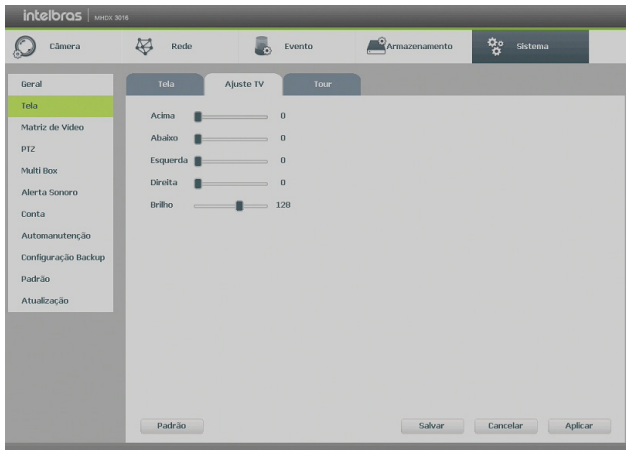 intelbras MHDX 3016
Câmera Rede Evento Armazenamento Sistema
Geral
Tela
Matriz de Vídeo
PTZ
Multi Box
Alerta Sonoro
Conta
Automanutenção
Configuração Backup
Padrão
Atualização
Tela Ajuste TV Tour
Acima 0
Abaixo 0
Esquerda 0
Direita 0
Brilho 128
Padrão Salvar Cancelar Aplicar